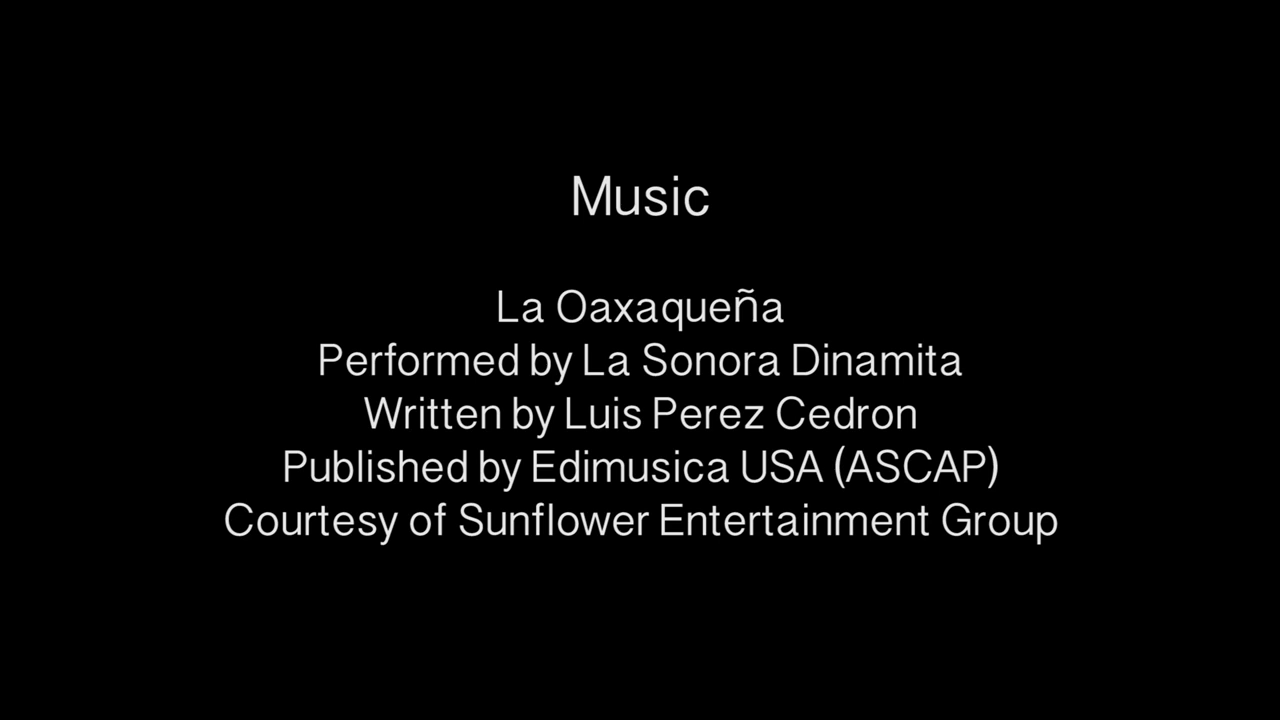 Music
La Oaxaqueña
Performed by La Sonora Dinamita
Written by Luis Perez Cedron
Published by Edimusica USA (ASCAP)
Courtesy of Sunflower Entertainment Group